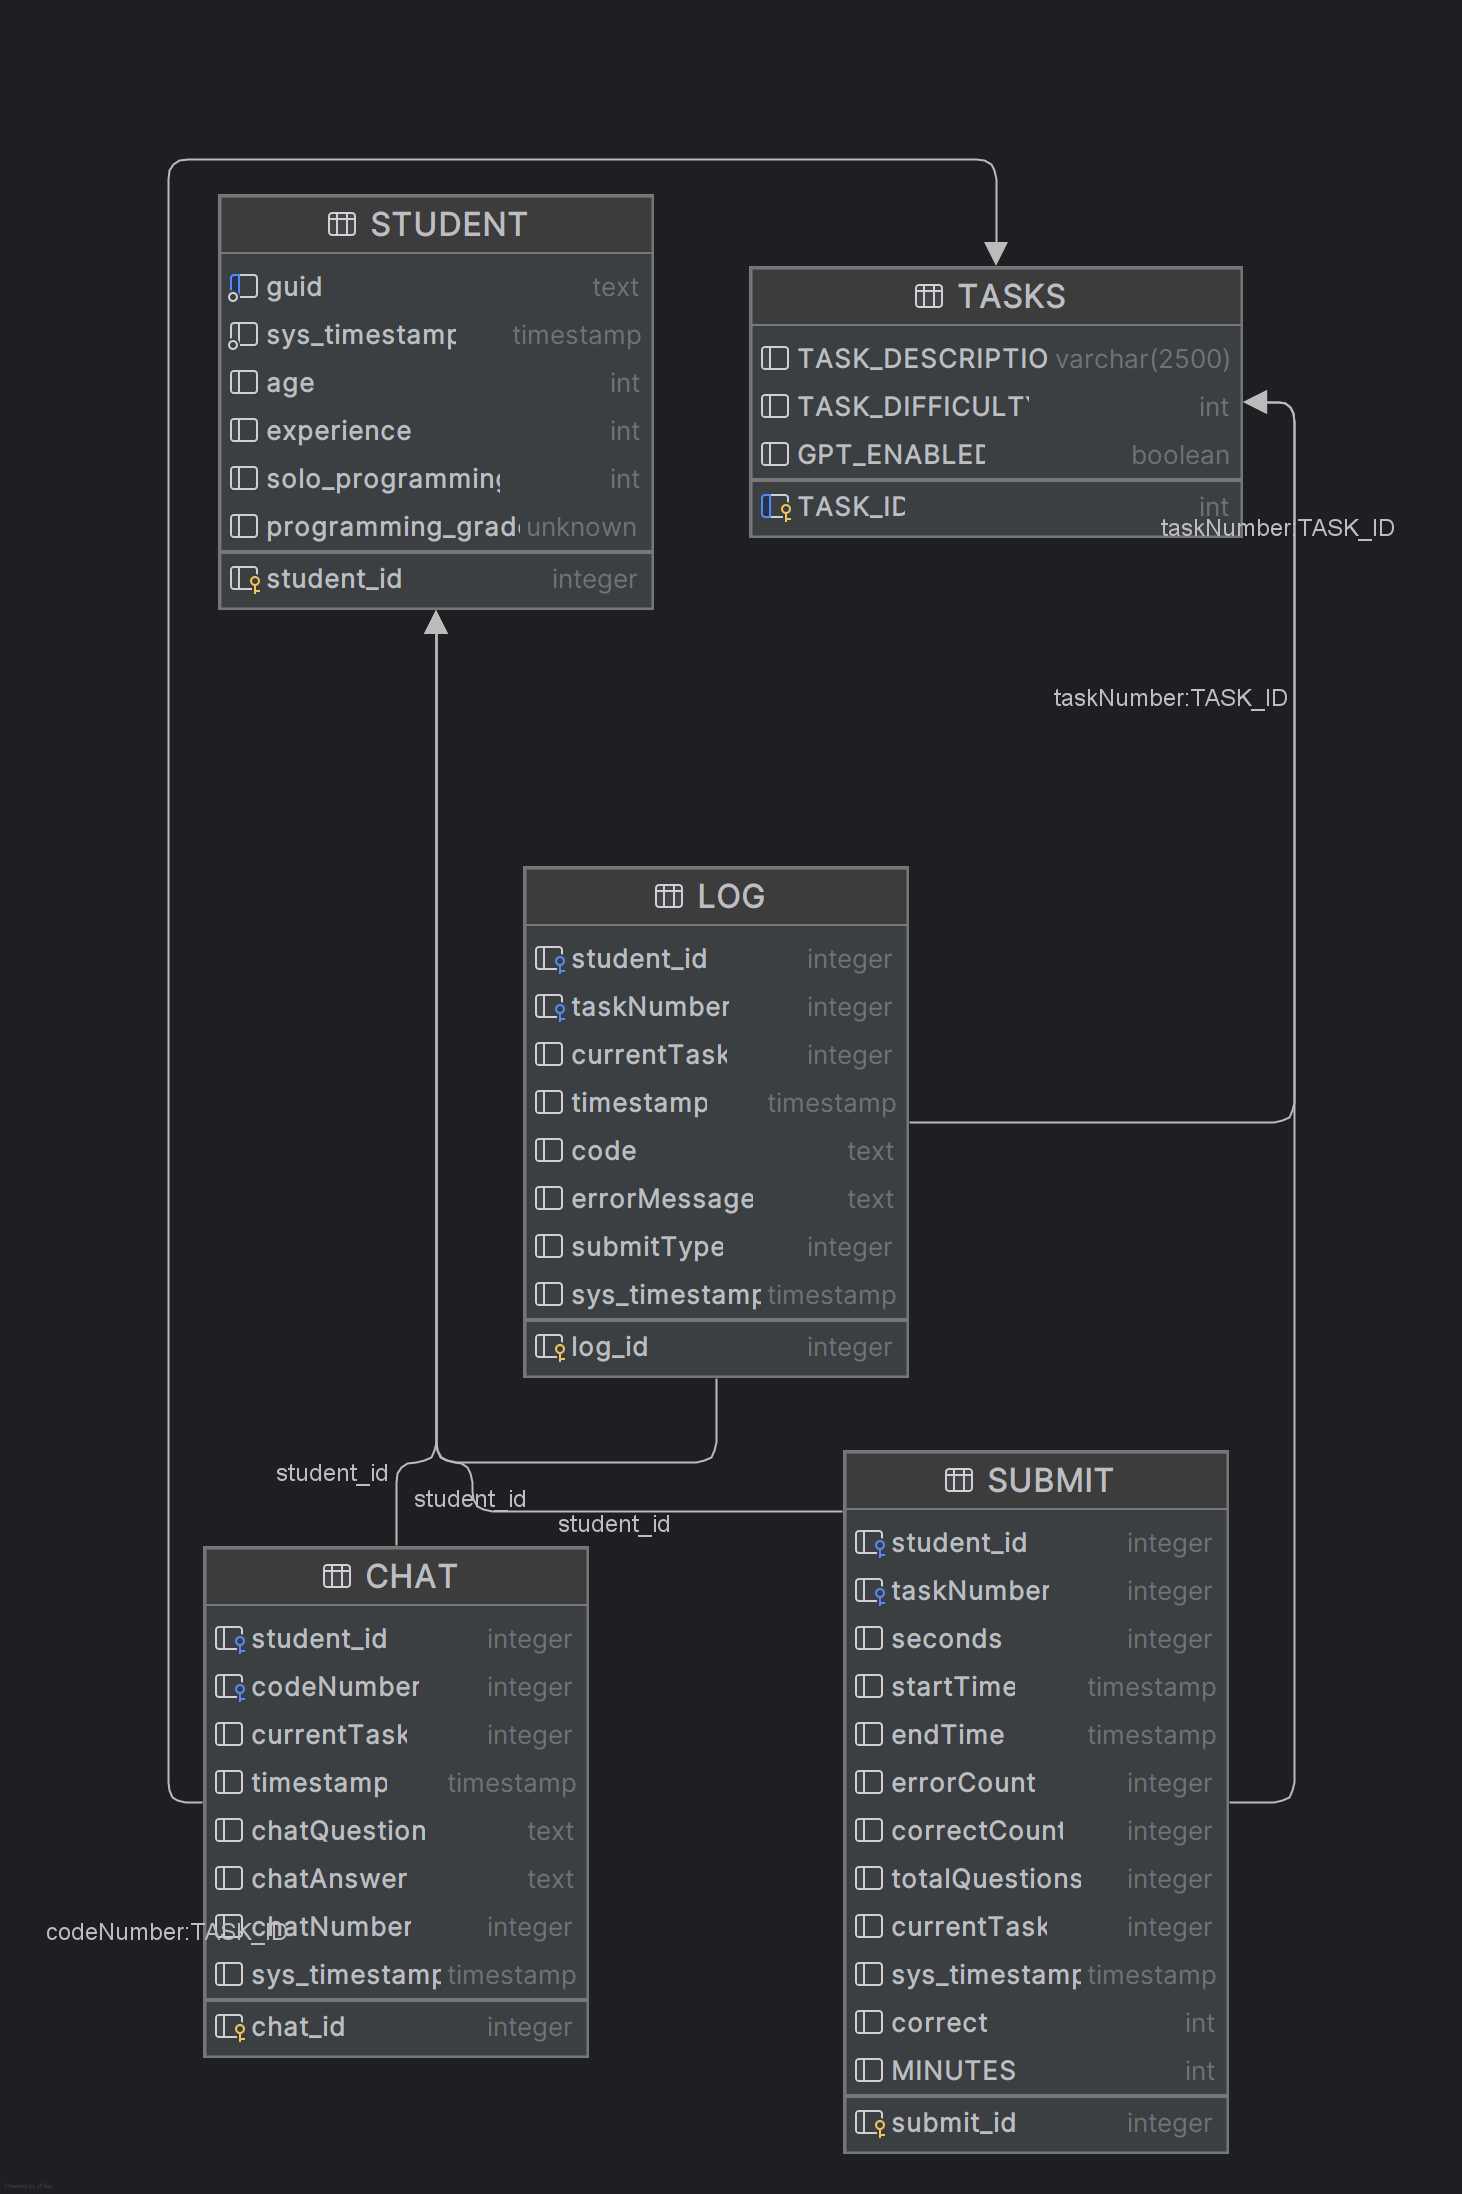 STUDENT
guid text
sys_timestamp timestamp
age int
experience int
solo_programming int
programming_grad unknown
student_id integer
TASKS
TASK_DESCRIPTIO varchar(2500)
TASK_DIFFICULTY int
GPT_ENABLED boolean
TASK_ID int
taskNumber:TASK_ID
taskNumber:TASK_ID
LOG
student_id integer
taskNumber integer
currentTask integer
timestamp timestamp
code text
errorMessage text
submitType integer
sys_timestamp timestamp
log_id integer
student_id
student_id
student_id
CHAT
student_id integer
codeNumber integer
currentTask integer
timestamp timestamp
chatQuestion text
chatAnswer text
chatNumber integer
codeNumber:TASK_ID
sys_timestamp timestamp
chat_id integer
SUBMIT
student_id integer
taskNumber integer
seconds integer
startTime timestamp
endTime timestamp
errorCount integer
correctCount integer
totalQuestions integer
currentTask integer
sys_timestamp timestamp
correct int
MINUTES int
submit_id integer
Powered by yFiles